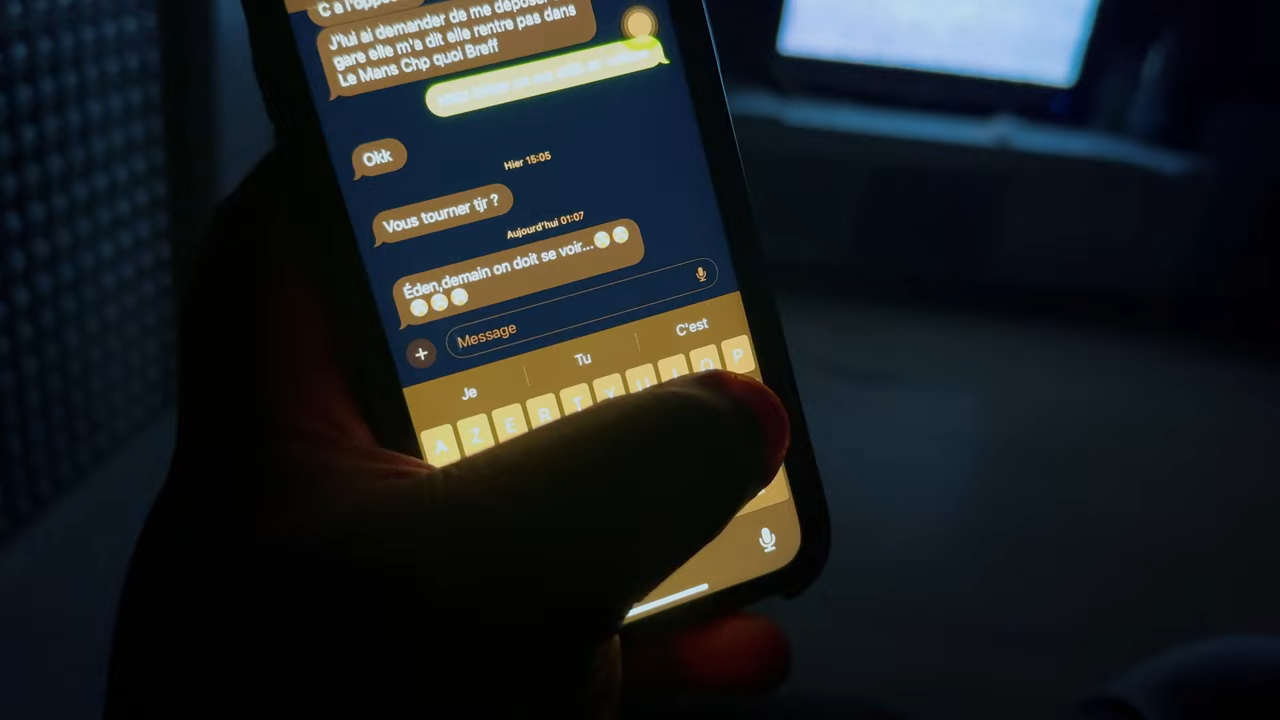 C a l'opposé
J'lui ai demander de me déposer
gare elle m'a dit elle rentre pas dans
Le Mans Chp quoi Breff
Okk
Hier 15:05
Vous tourner tjr ?
Aujourd'hui 01:07
Éden,demain on doit se voir...
Message
Je Tu C'est
A Z E R T Y U I O P